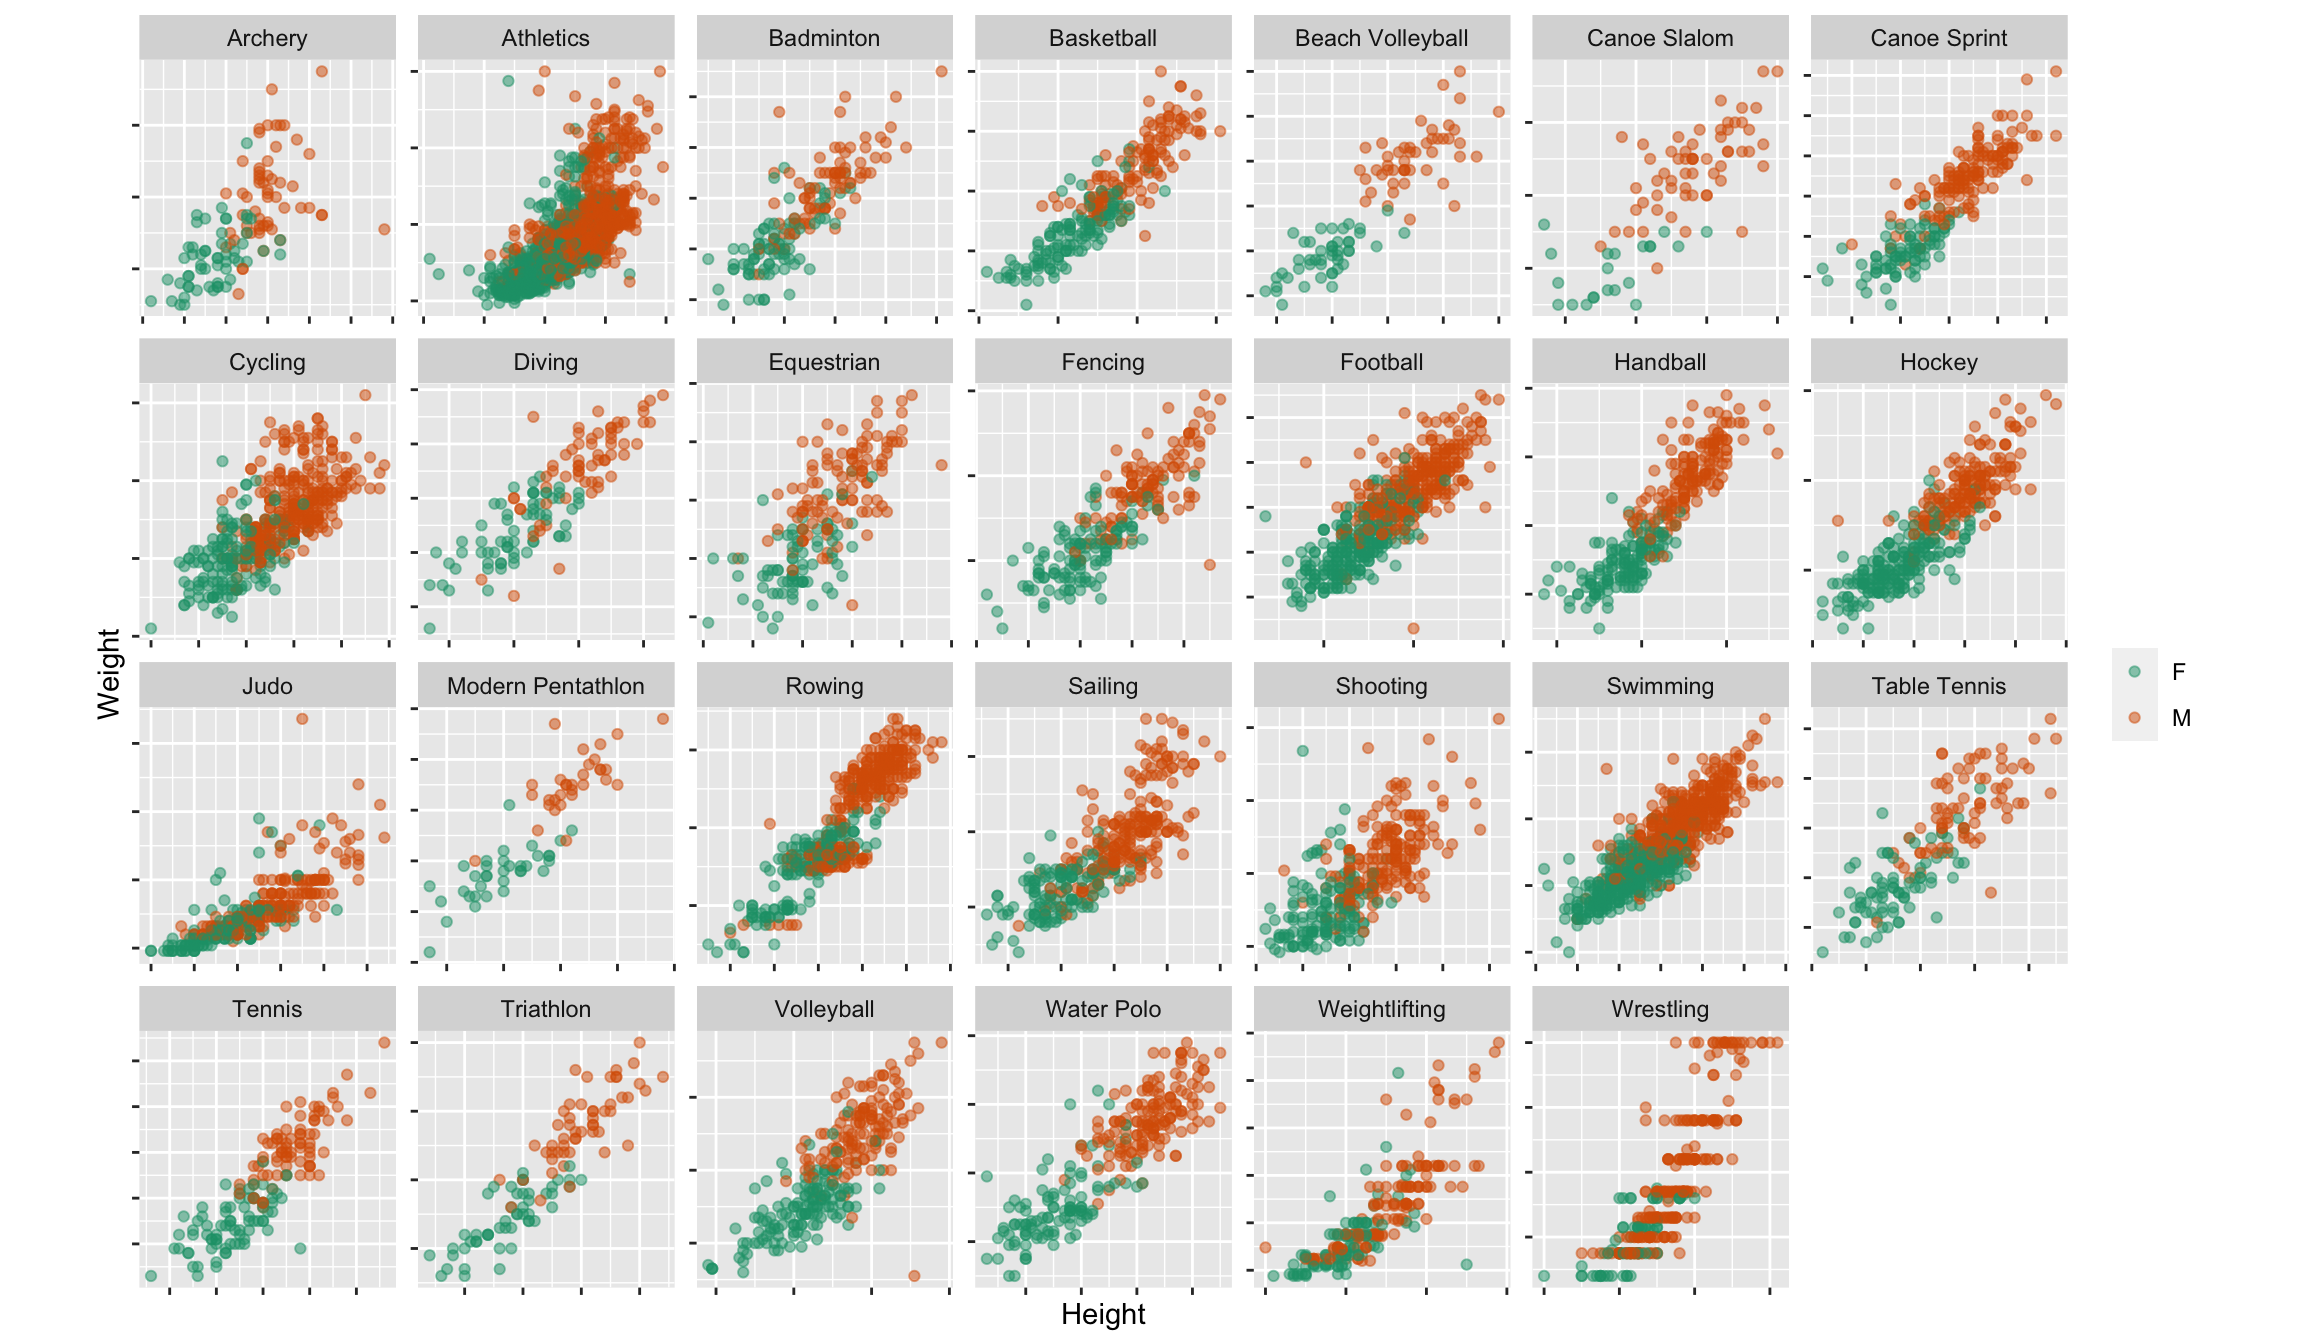 Archery
Athletics
Badminton
Basketball
Beach Volleyball
Canoe Slalom
Canoe Sprint
Cycling
Diving
Equestrian
Fencing
Football
Handball
Hockey
Judo
Modern Pentathlon
Rowing
Sailing
Shooting
Swimming
Table Tennis
Tennis
Triathlon
Volleyball
Water Polo
Weightlifting
Wrestling
Weight
Height
F
M